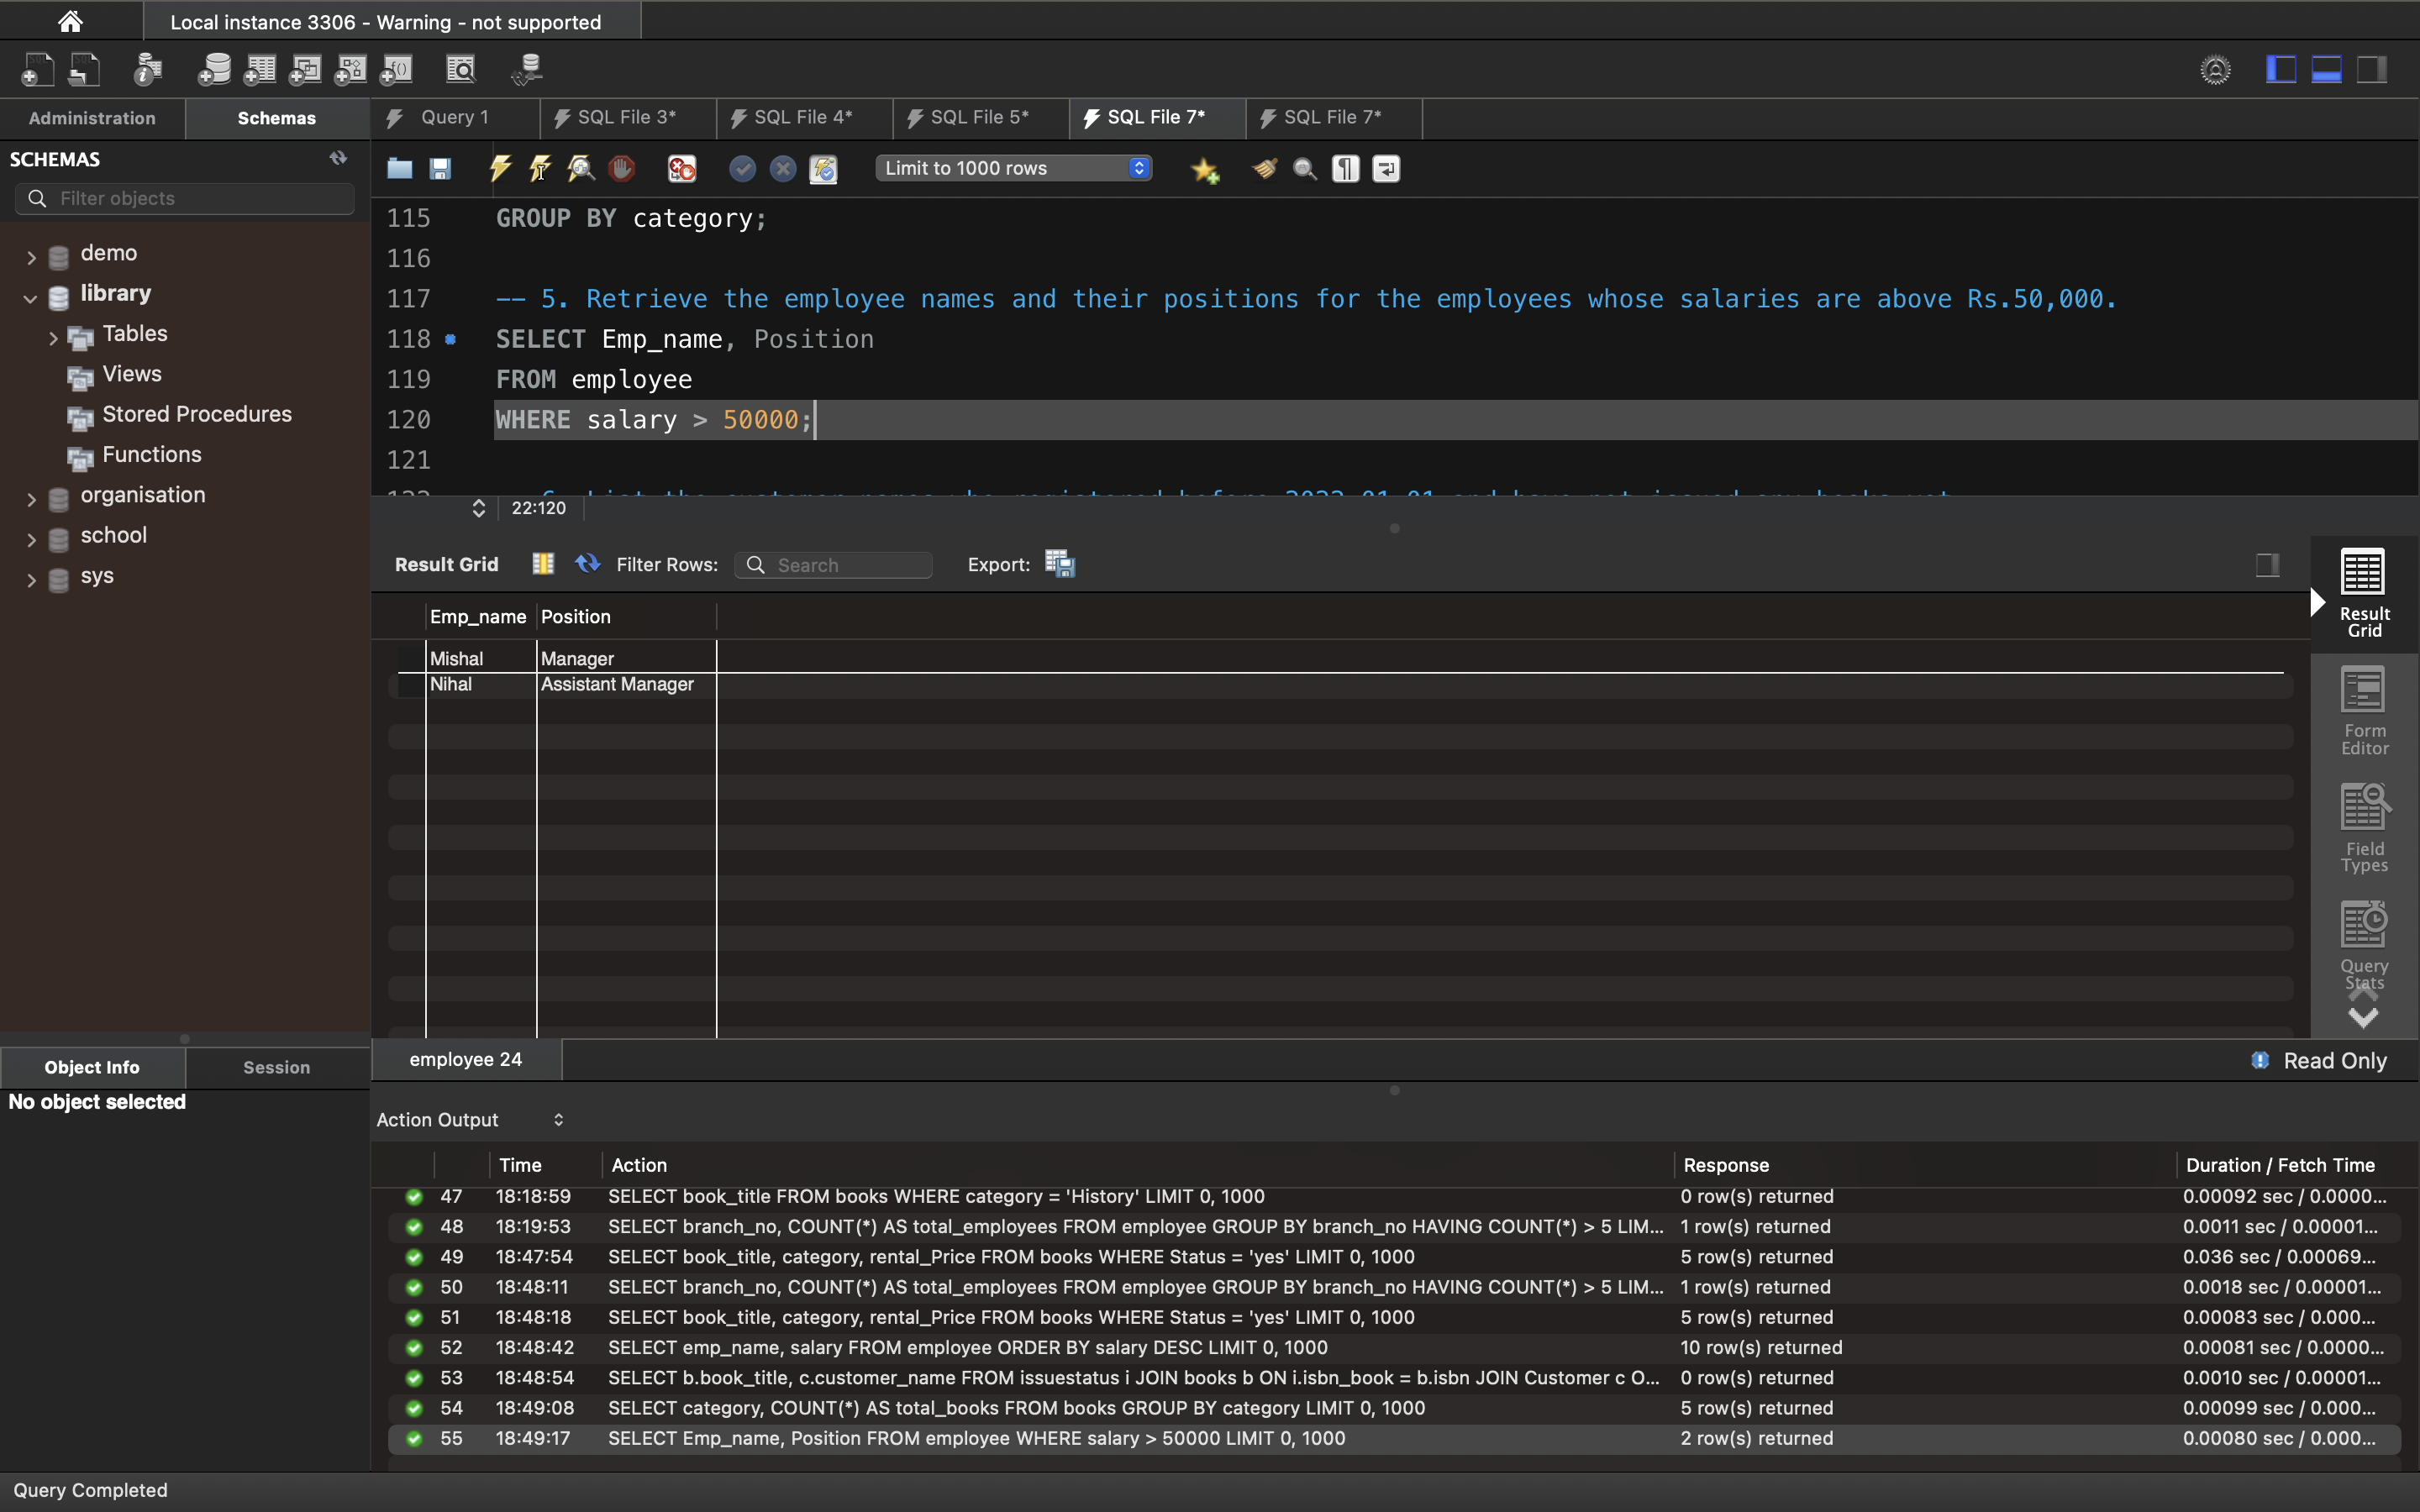 Local instance 3306 - Warning - not supported
Administration
Schemas
Query 1
SQL File 3*
SQL File 4*
SQL File 5*
SQL File 7*
SQL File 7*
SCHEMAS
Filter objects
demo
library
Tables
Views
Stored Procedures
Functions
organisation
school
sys
Limit to 1000 rows
115 GROUP BY category;
116
117 -- 5. Retrieve the employee names and their positions for the employees whose salaries are above Rs.50,000.
118 SELECT Emp_name, Position
119 FROM employee
120 WHERE salary > 50000;
121
22:120
Result Grid
Filter Rows:
Search
Export:
Emp_name Position
Mishal Manager
Nihal Assistant Manager
Result
Grid
Form
Editor
Field
Types
Query
Stats
employee 24
Read Only
Object Info
Session
No object selected
Action Output
Time Action Response Duration / Fetch Time
47 18:18:59 SELECT book_title FROM books WHERE category = 'History' LIMIT 0, 1000 0 row(s) returned 0.00092 sec / 0.0000...
48 18:19:53 SELECT branch_no, COUNT(*) AS total_employees FROM employee GROUP BY branch_no HAVING COUNT(*) > 5 LIM... 1 row(s) returned 0.0011 sec / 0.00001...
49 18:47:54 SELECT book_title, category, rental_Price FROM books WHERE Status = 'yes' LIMIT 0, 1000 5 row(s) returned 0.036 sec / 0.00069...
50 18:48:11 SELECT branch_no, COUNT(*) AS total_employees FROM employee GROUP BY branch_no HAVING COUNT(*) > 5 LIM... 1 row(s) returned 0.0018 sec / 0.00001...
51 18:48:18 SELECT book_title, category, rental_Price FROM books WHERE Status = 'yes' LIMIT 0, 1000 5 row(s) returned 0.00083 sec / 0.000...
52 18:48:42 SELECT emp_name, salary FROM employee ORDER BY salary DESC LIMIT 0, 1000 10 row(s) returned 0.00081 sec / 0.0000...
53 18:48:54 SELECT b.book_title, c.customer_name FROM issuestatus i JOIN books b ON i.isbn_book = b.isbn JOIN Customer c O... 0 row(s) returned 0.0010 sec / 0.00001...
54 18:49:08 SELECT category, COUNT(*) AS total_books FROM books GROUP BY category LIMIT 0, 1000 5 row(s) returned 0.00099 sec / 0.000...
55 18:49:17 SELECT Emp_name, Position FROM employee WHERE salary > 50000 LIMIT 0, 1000 2 row(s) returned 0.00080 sec / 0.000...
Query Completed